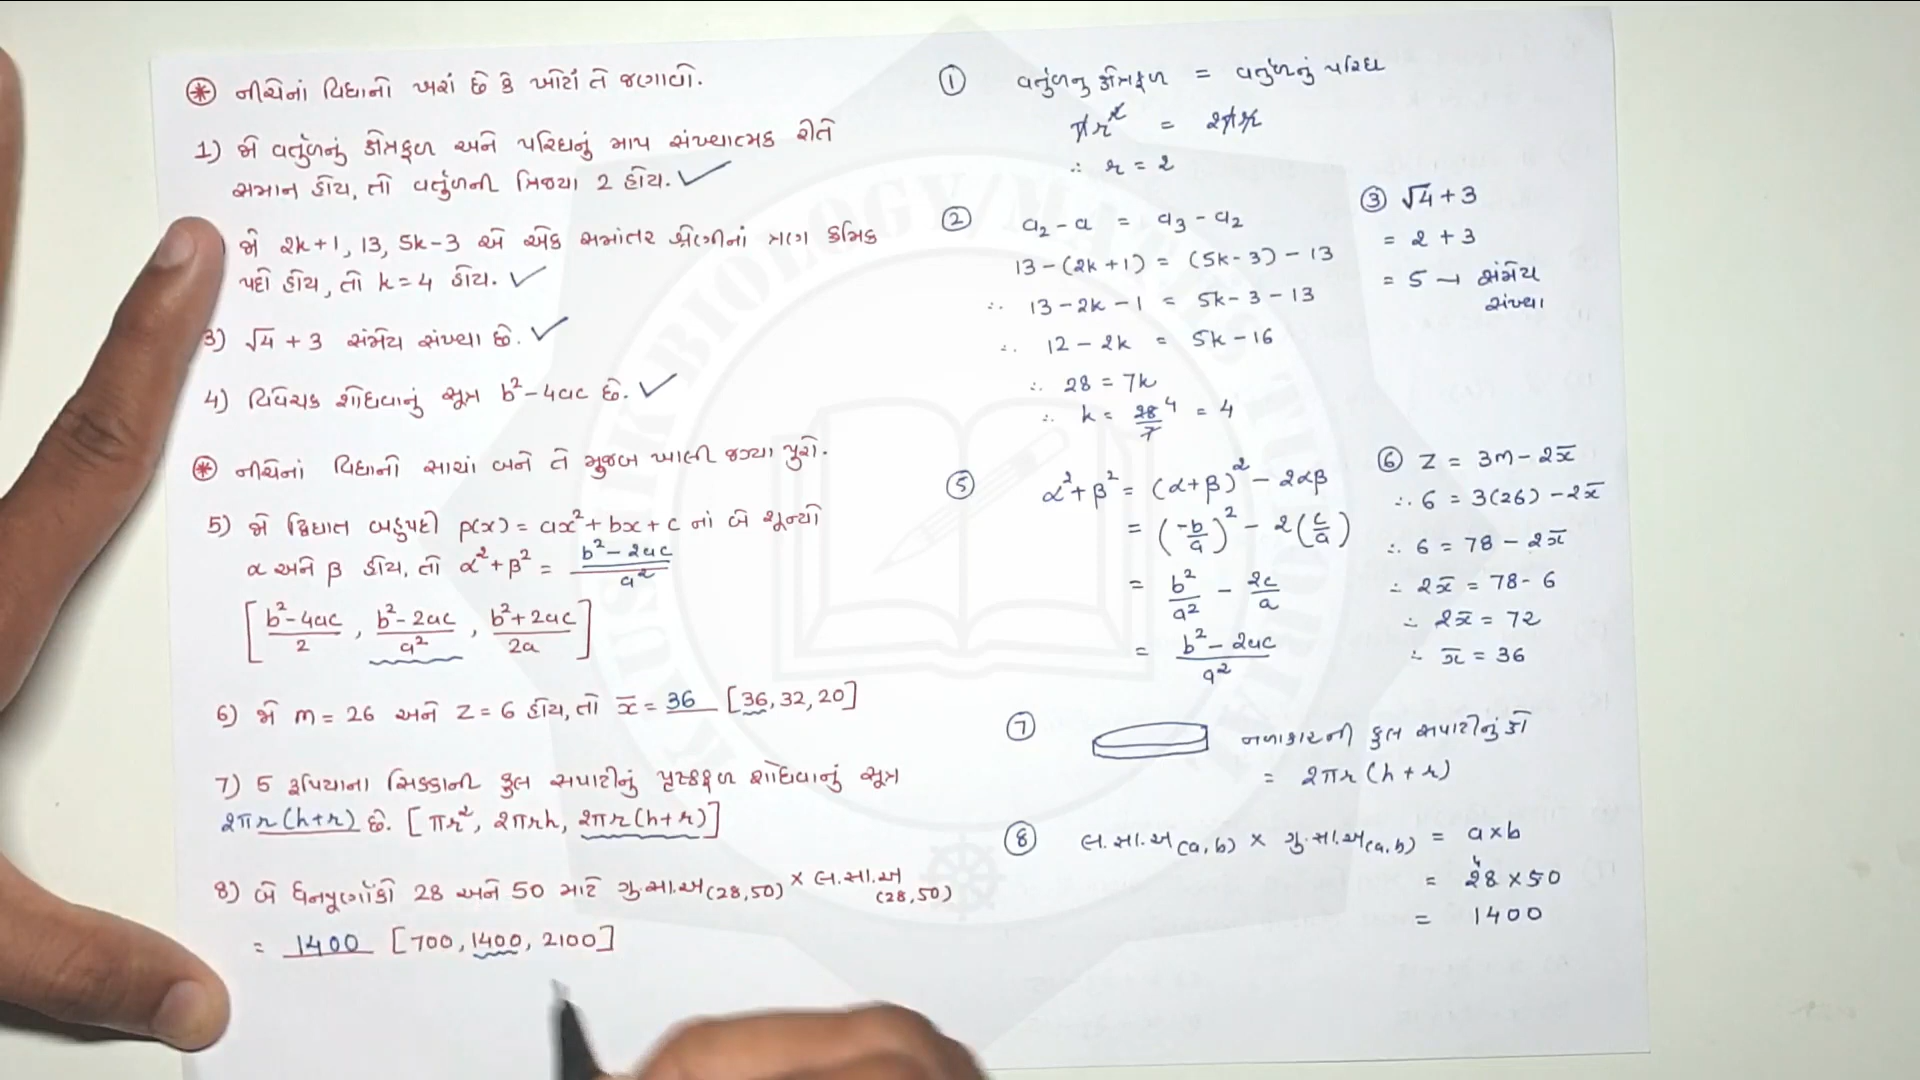 ⊛ નીચેનાં વિધાનો ખરાં છે કે ખોટાં તે જણાવો.
1) જો વર્તુળનું ક્ષેત્રફળ અને પરિઘનું માપ સંખ્યાત્મક રીતે
સમાન હોય, તો વર્તુળની ત્રિજ્યા 2 હોય. ✓
) જો 2k+1, 13, 5k-3 એ એક સમાંતર શ્રેણીનાં ત્રણ ક્રમિક
પદો હોય, તો k=4 હોય. ✓
3) √4 + 3 સંમેય સંખ્યા છે. ✓
4) વિવેચક શોધવાનું સૂત્ર b²-4ac છે. ✓
⊛ નીચેનાં વિધાનો સાચાં બને તે મુજબ ખાલી જગ્યા પુરો.
5) જો દ્વિઘાત બહુપદી p(x) = ax²+bx+c નાં બે શૂન્યો
α અને β હોય, તો α²+β² = (b²-2ac)/a²
[(b²-4ac)/2, (b²-2ac)/a², (b²+2ac)/2a]
6) જો m = 26 અને Z = 6 હોય, તો x̄ = 36 [36, 32, 20]
7) 5 રૂપિયાના સિક્કાની કુલ સપાટીનું પૃષ્ઠફળ શોધવાનું સૂત્ર
2πr(h+r) છે. [πr², 2πrh, 2πr(h+r)]
8) બે ધનપૂર્ણાંકો 28 અને 50 માટે ગુ.સા.અ(28,50) × લ.સા.અ(28,50)
= 1400 [700, 1400, 2100]
① વર્તુળનુ ક્ષેત્રફળ = વર્તુળનું પરિઘ
πr² = 2πr
∴ r = 2
② a₂ - a = a₃ - a₂
13-(2k+1) = (5k-3)-13
∴ 13-2k-1 = 5k-3-13
∴ 12-2k = 5k-16
∴ 28 = 7k
∴ k = 28/7 4 = 4
③ √4+3
= 2+3
= 5 → સંમેય
સંખ્યા
⑤ α²+β² = (α+β)² - 2αβ
= (-b/a)² - 2(c/a)
= b²/a² - 2c/a
= (b²-2ac)/a²
⑥ Z = 3m-2x̄
∴ 6 = 3(26)-2x̄
∴ 6 = 78-2x̄
∴ 2x̄ = 78-6
∴ 2x̄ = 72
∴ x̄ = 36
⑦ નળાકારની કુલ સપાટીનું ક્ષે
= 2πr(h+r)
⑧ લ.સા.અ(a,b) × ગુ.સા.અ(a,b) = a×b
4
= 28×50
= 1400